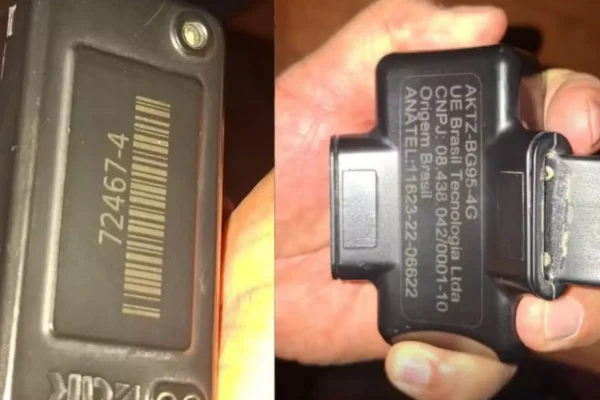 72467-4
AKTZ-BG95-4G
UE Brasil Tecnologia Ltda
CNPJ: 08.438.042/0001-10
Origem Brasil
ANATEL:11623-22-06622